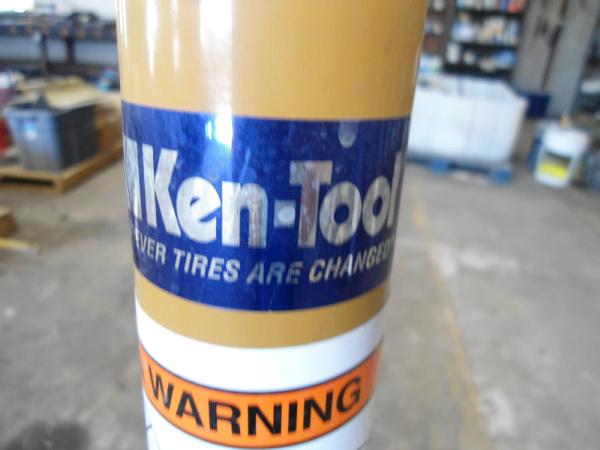 Ken-Tool
EVER TIRES ARE CHANGED
WARNING